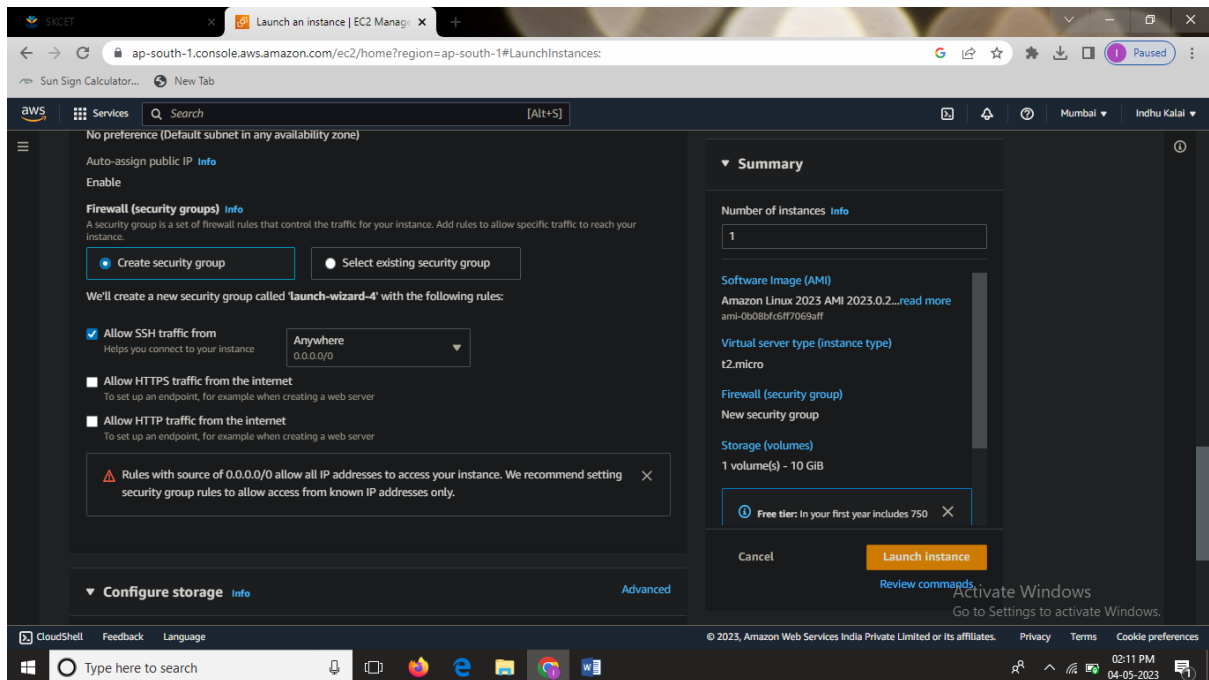 SKCET
Launch an instance | EC2 Manage
ap-south-1.console.aws.amazon.com/ec2/home?region=ap-south-1#LaunchInstances:
Paused
Sun Sign Calculator...
New Tab
aws
Services
Search
[Alt+S]
Mumbai
Indhu Kalai
No preference (Default subnet in any availability zone)
Auto-assign public IP Info
Enable
Firewall (security groups) Info
A security group is a set of firewall rules that control the traffic for your instance. Add rules to allow specific traffic to reach your
instance.
Create security group
Select existing security group
We'll create a new security group called 'launch-wizard-4' with the following rules:
Allow SSH traffic from
Helps you connect to your instance
Anywhere
0.0.0.0/0
Allow HTTPS traffic from the internet
To set up an endpoint, for example when creating a web server
Allow HTTP traffic from the internet
To set up an endpoint, for example when creating a web server
Rules with source of 0.0.0.0/0 allow all IP addresses to access your instance. We recommend setting
security group rules to allow access from known IP addresses only.
Configure storage Info
Advanced
Summary
Number of instances Info
1
Software Image (AMI)
Amazon Linux 2023 AMI 2023.0.2...read more
ami-0b08bfc6ff7069aff
Virtual server type (instance type)
t2.micro
Firewall (security group)
New security group
Storage (volumes)
1 volume(s) - 10 GiB
Free tier: In your first year includes 750
Cancel
Launch instance
Review commands
Activate Windows
Go to Settings to activate Windows.
CloudShell
Feedback
Language
© 2023, Amazon Web Services India Private Limited or its affiliates.
Privacy
Terms
Cookie preferences
Type here to search
02:11 PM
04-05-2023